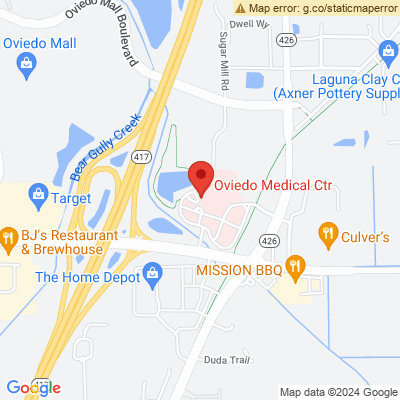 Map error: g.co/staticmaperror
Oviedo Mall Boulevard
Dwell Wy
426
Oviedo Mall
Sugar Mill Rd
Laguna Clay C
(Axner Pottery Suppl
Bear Gully Creek
417
Oviedo Medical Ctr
Target
BJ's Restaurant
& Brewhouse
426
Culver's
The Home Depot
MISSION BBQ
Duda Trail
Google
Map data ©2024 Google